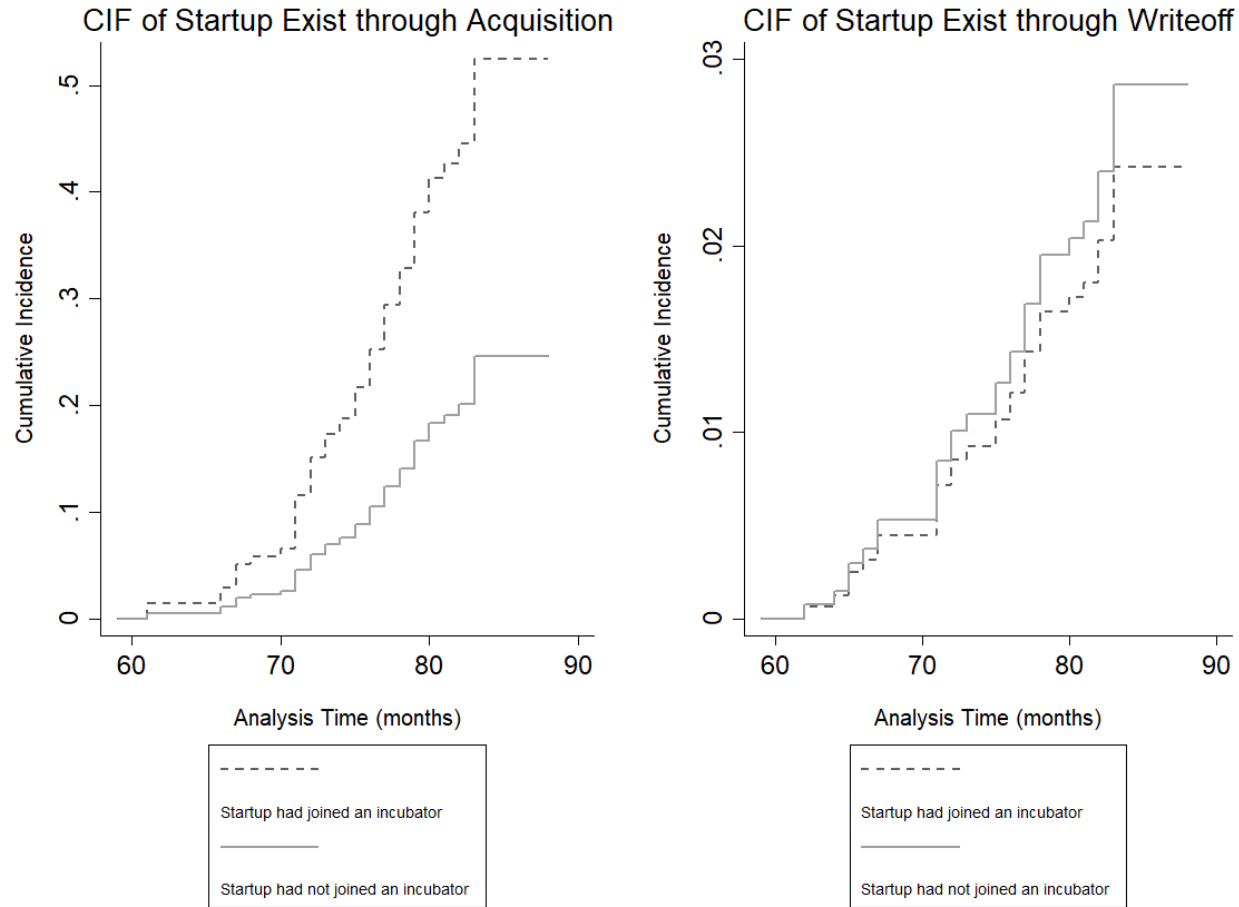 CIF of Startup Exist through Acquisition
.5
.4
.3
.2
.1
0
Cumulative Incidence
60 70 80 90
Analysis Time (months)
Startup had joined an incubator
Startup had not joined an incubator
CIF of Startup Exist through Writeoff
.03
.02
.01
0
Cumulative Incidence
60 70 80 90
Analysis Time (months)
Startup had joined an incubator
Startup had not joined an incubator